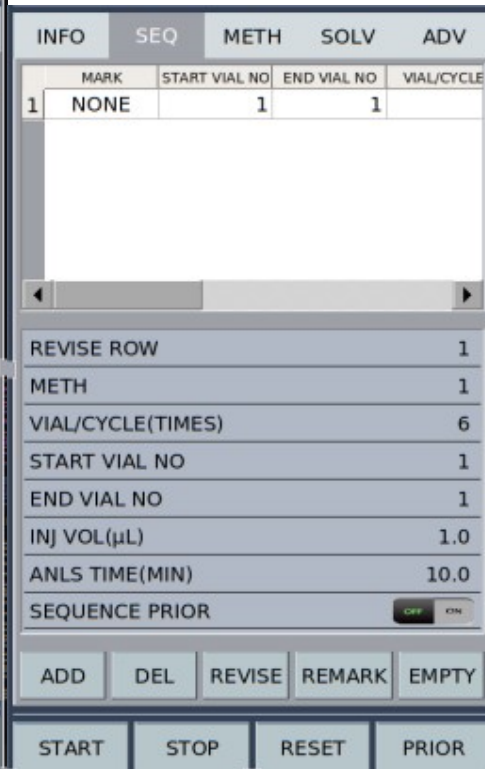 INFO SEQ METH SOLV ADV
MARK START VIAL NO END VIAL NO VIAL/CYCLE
1 NONE 1 1
REVISE ROW 1
METH 1
VIAL/CYCLE(TIMES) 6
START VIAL NO 1
END VIAL NO 1
INJ VOL(µL) 1.0
ANLS TIME(MIN) 10.0
SEQUENCE PRIOR OFF ON
ADD DEL REVISE REMARK EMPTY
START STOP RESET PRIOR